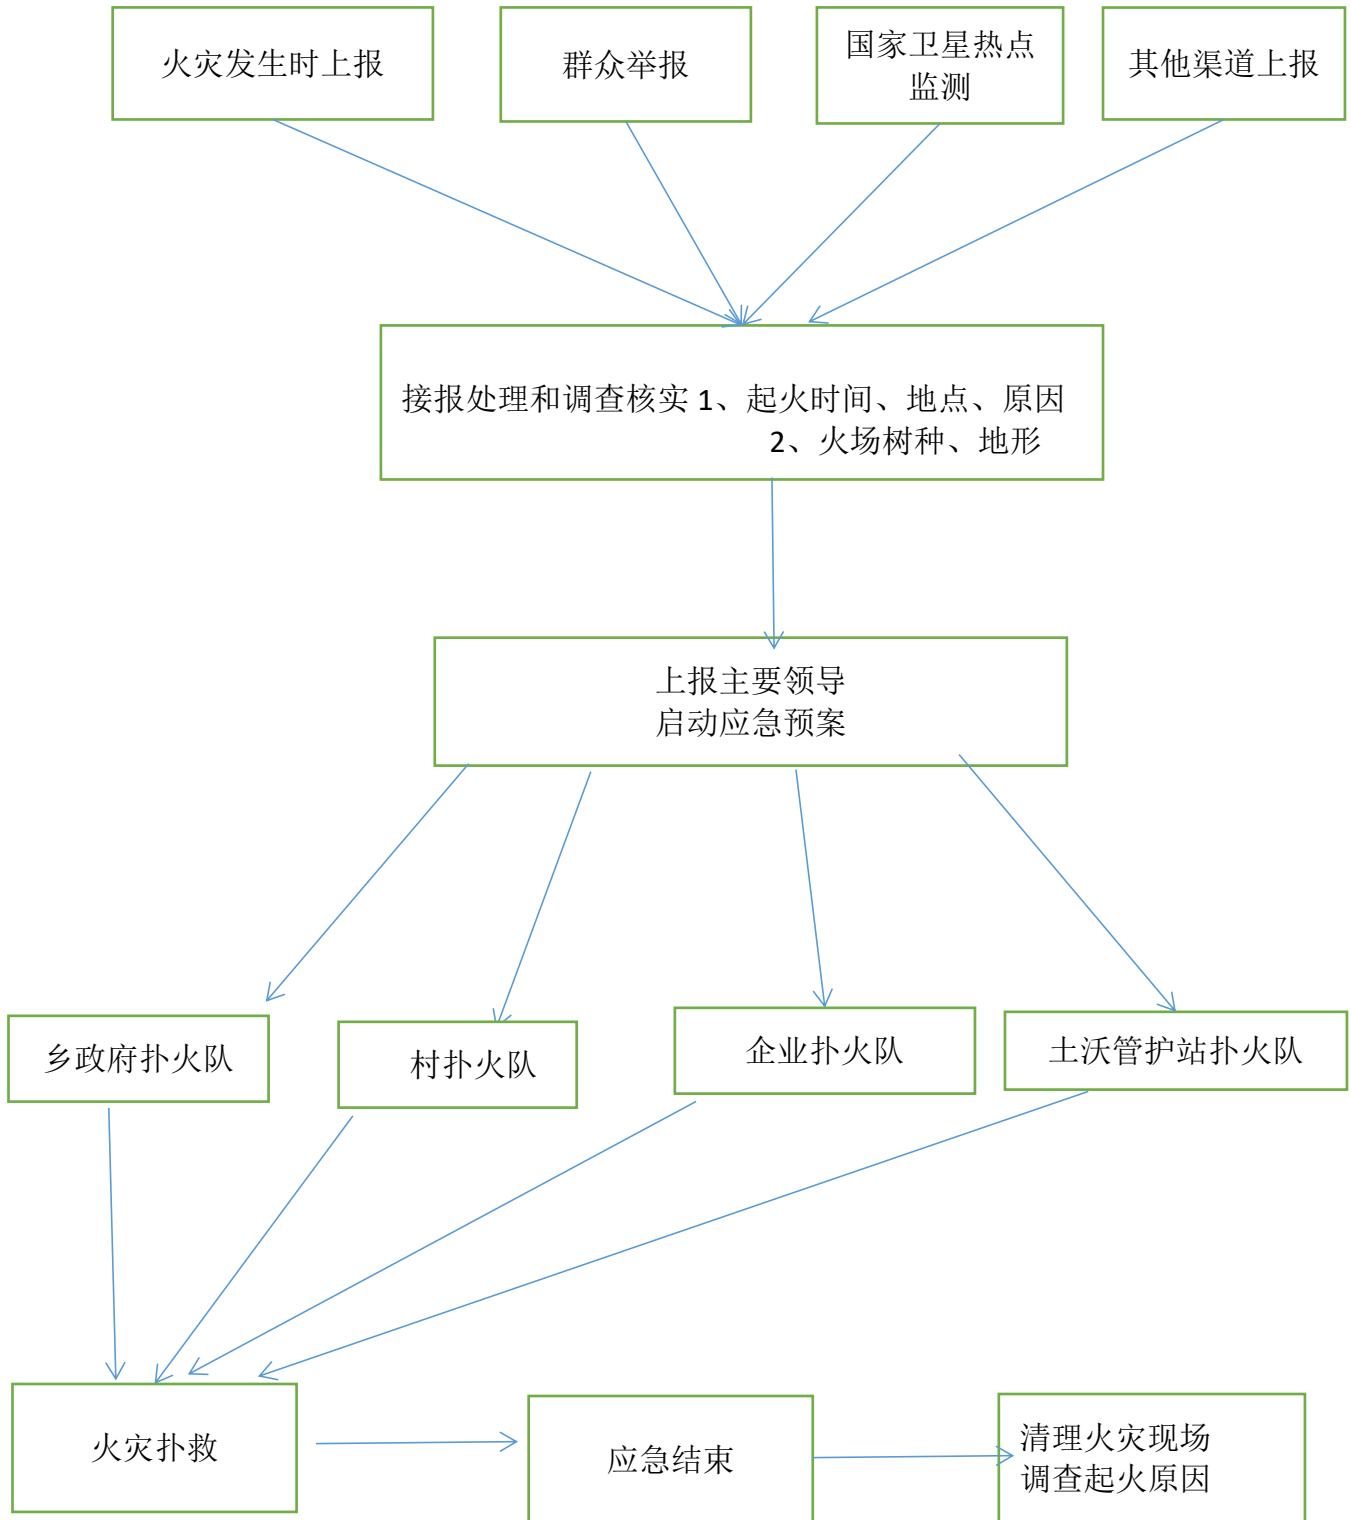 火灾发生时上报
群众举报
国家卫星热点
监测
其他渠道上报
接报处理和调查核实 1、起火时间、地点、原因
2、火场树种、地形
上报主要领导
启动应急预案
乡政府扑火队
村扑火队
企业扑火队
土沃管护站扑火队
火灾扑救
应急结束
清理火灾现场
调查起火原因